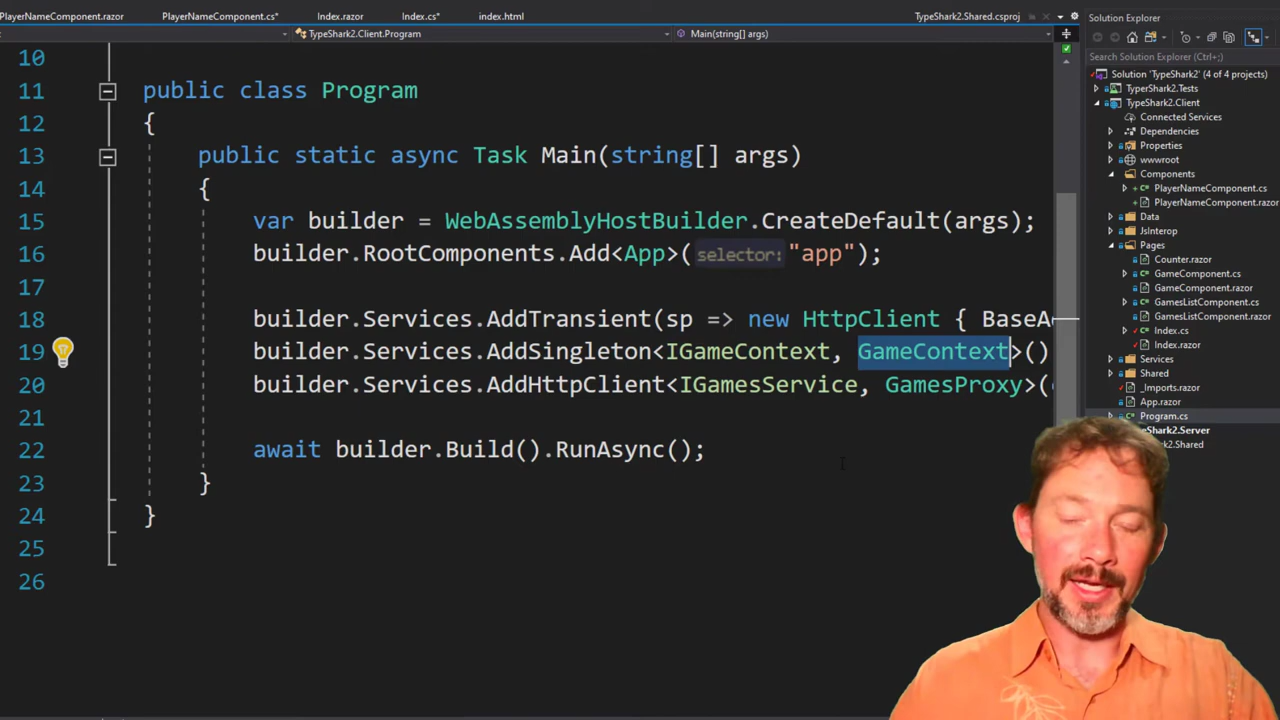 PlayerNameComponent.razor
PlayerNameComponent.cs*
Index.razor
Index.cs*
index.html
TypeShark2.Shared.csproj
TypeShark2.Client.Program
Main(string[] args)
10
11 public class Program
12 {
13 public static async Task Main(string[] args)
14 {
15 var builder = WebAssemblyHostBuilder.CreateDefault(args);
16 builder.RootComponents.Add<App>( selector: "app");
17
18 builder.Services.AddTransient(sp => new HttpClient { BaseA
19 builder.Services.AddSingleton<IGameContext, GameContext>()
20 builder.Services.AddHttpClient<IGamesService, GamesProxy>(
21
22 await builder.Build().RunAsync();
23 }
24 }
25
26
Solution Explorer
Search Solution Explorer (Ctrl+;)
Solution 'TypeShark2' (4 of 4 projects)
TyperShark2.Tests
TypeShark2.Client
Connected Services
Dependencies
Properties
wwwroot
Components
PlayerNameComponent.cs
PlayerNameComponent.razor
Data
JsInterop
Pages
Counter.razor
GameComponent.cs
GameComponent.razor
GamesListComponent.cs
GamesListComponent.razor
Index.cs
Index.razor
Services
Shared
_Imports.razor
App.razor
Program.cs
peShark2.Server
Shark2.Shared